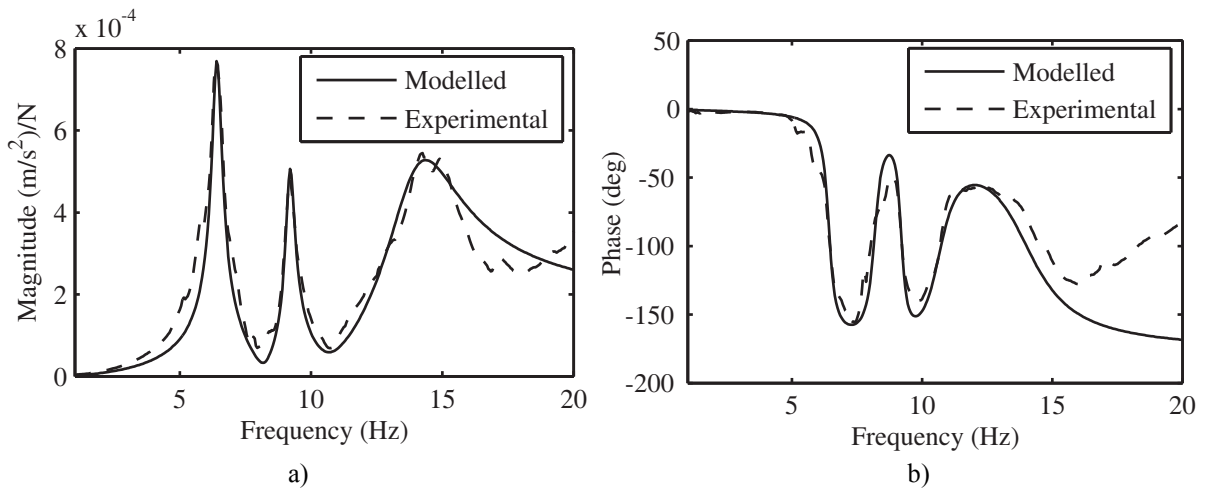 x 10⁻⁴
8
6
4
2
0
5
10
15
20
Magnitude (m/s²)/N
Frequency (Hz)
Modelled
Experimental
a)
50
0
-50
-100
-150
-200
5
10
15
20
Phase (deg)
Frequency (Hz)
Modelled
Experimental
b)